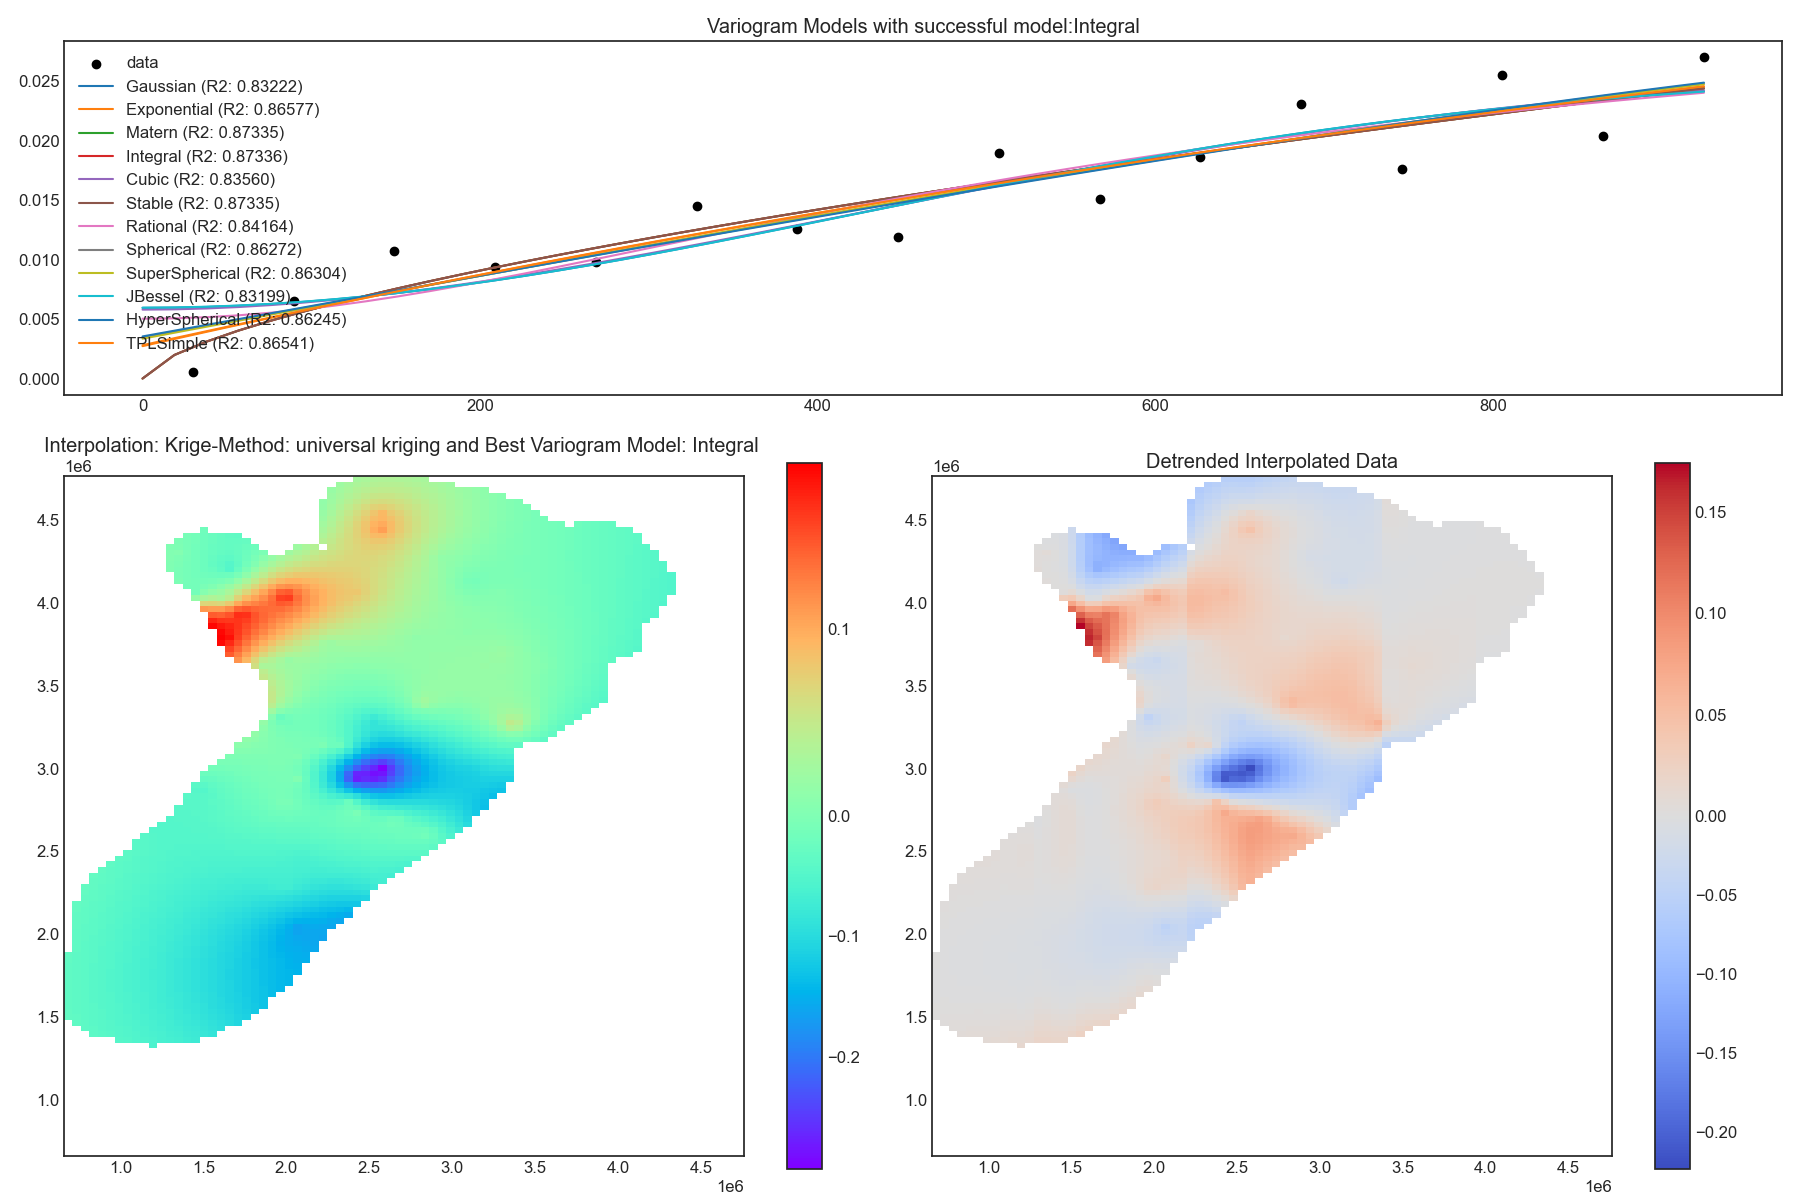 Variogram Models with successful model:Integral
data
Gaussian (R2: 0.83222)
Exponential (R2: 0.86577)
Matern (R2: 0.87335)
Integral (R2: 0.87336)
Cubic (R2: 0.83560)
Stable (R2: 0.87335)
Rational (R2: 0.84164)
Spherical (R2: 0.86272)
SuperSpherical (R2: 0.86304)
JBessel (R2: 0.83199)
HyperSpherical (R2: 0.86245)
TPLSimple (R2: 0.86541)
0.025
0.020
0.015
0.010
0.005
0.000
0 200 400 600 800
Interpolation: Krige-Method: universal kriging and Best Variogram Model: Integral
1e6
4.5
4.0
3.5
3.0
2.5
2.0
1.5
1.0
1.0 1.5 2.0 2.5 3.0 3.5 4.0 4.5
1e6
0.1
0.0
−0.1
−0.2
Detrended Interpolated Data
1e6
4.5
4.0
3.5
3.0
2.5
2.0
1.5
1.0
1.0 1.5 2.0 2.5 3.0 3.5 4.0 4.5
1e6
0.15
0.10
0.05
0.00
−0.05
−0.10
−0.15
−0.20